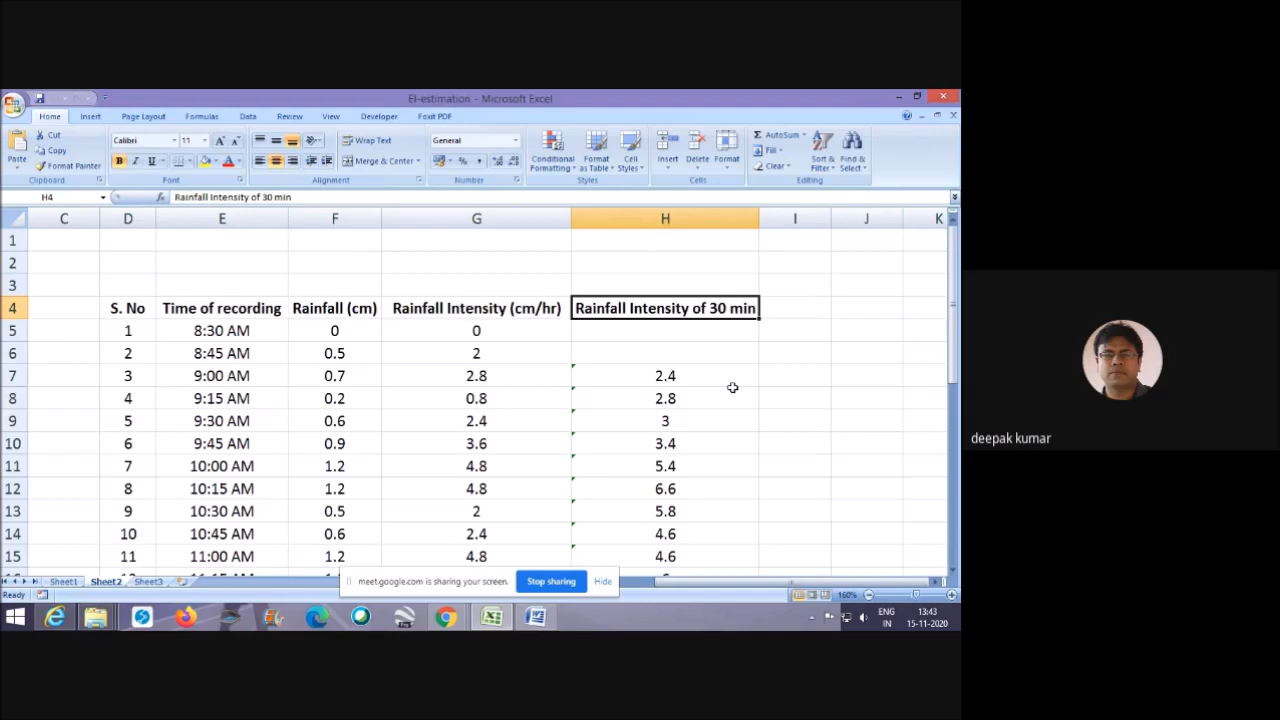 EI-estimation - Microsoft Excel
Home Insert Page Layout Formulas Data Review View Developer Foxit PDF
Cut
Copy
Format Painter
Paste
Clipboard
Calibri 11
B I U
Font
Wrap Text
Merge & Center
Alignment
General
Number
Conditional Formatting
Format as Table
Cell Styles
Styles
Insert Delete Format
Cells
AutoSum
Fill
Clear
Sort & Filter
Find & Select
Editing
H4 fx Rainfall Intensity of 30 min
C D E F G H I J K
1
2
3
4 S. No Time of recording Rainfall (cm) Rainfall Intensity (cm/hr) Rainfall Intensity of 30 min
5 1 8:30 AM 0 0
6 2 8:45 AM 0.5 2
7 3 9:00 AM 0.7 2.8 2.4
8 4 9:15 AM 0.2 0.8 2.8
9 5 9:30 AM 0.6 2.4 3
10 6 9:45 AM 0.9 3.6 3.4
11 7 10:00 AM 1.2 4.8 5.4
12 8 10:15 AM 1.2 4.8 6.6
13 9 10:30 AM 0.5 2 5.8
14 10 10:45 AM 0.6 2.4 4.6
15 11 11:00 AM 1.2 4.8 4.6
Sheet1 Sheet2 Sheet3
meet.google.com is sharing your screen. Stop sharing Hide
Ready 160%
ENG
IN
13:43
15-11-2020
deepak kumar